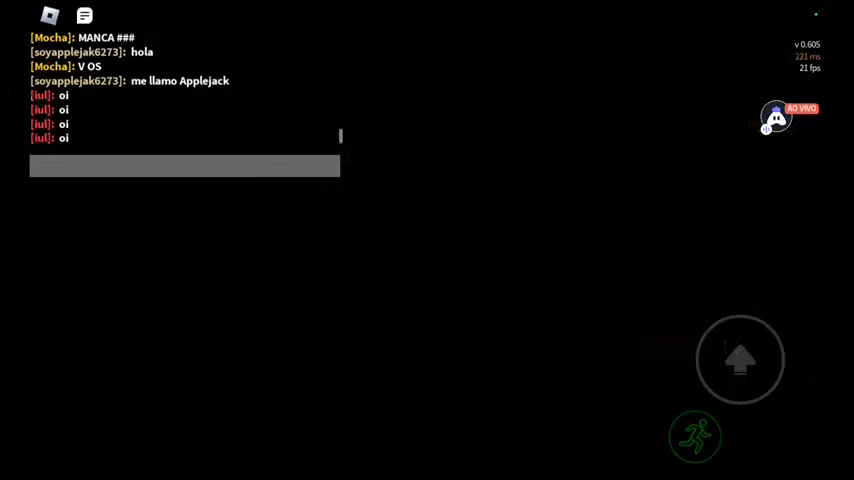 [Mocha]: MANCA ###
[soyapplejak6273]: hola
[Mocha]: V OS
[soyapplejak6273]: me llamo Applejack
[iul]: oi
[iul]: oi
[iul]: oi
[iul]: oi
v 0.605
221 ms
21 fps
AO VIVO